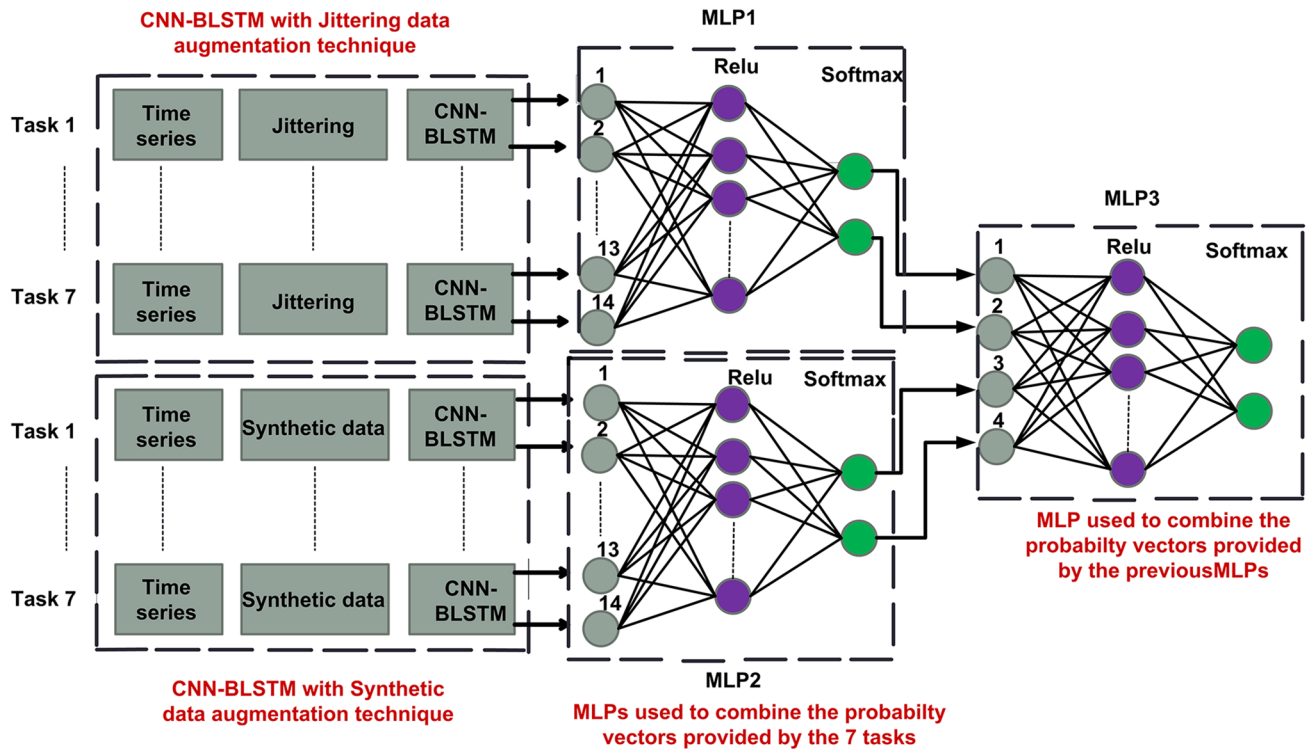 CNN-BLSTM with Jittering data
augmentation technique
MLP1
Task 1
Time
series
Jittering
CNN-
BLSTM
1
2
13
14
Relu
Softmax
Task 7
Time
series
Jittering
CNN-
BLSTM
MLP3
1
2
3
4
Relu
Softmax
Task 1
Time
series
Synthetic data
CNN-
BLSTM
1
2
13
14
Relu
Softmax
Task 7
Time
series
Synthetic data
CNN-
BLSTM
MLP used to combine the
probabilty vectors provided
by the previousMLPs
CNN-BLSTM with Synthetic
data augmentation technique
MLP2
MLPs used to combine the probabilty
vectors provided by the 7 tasks